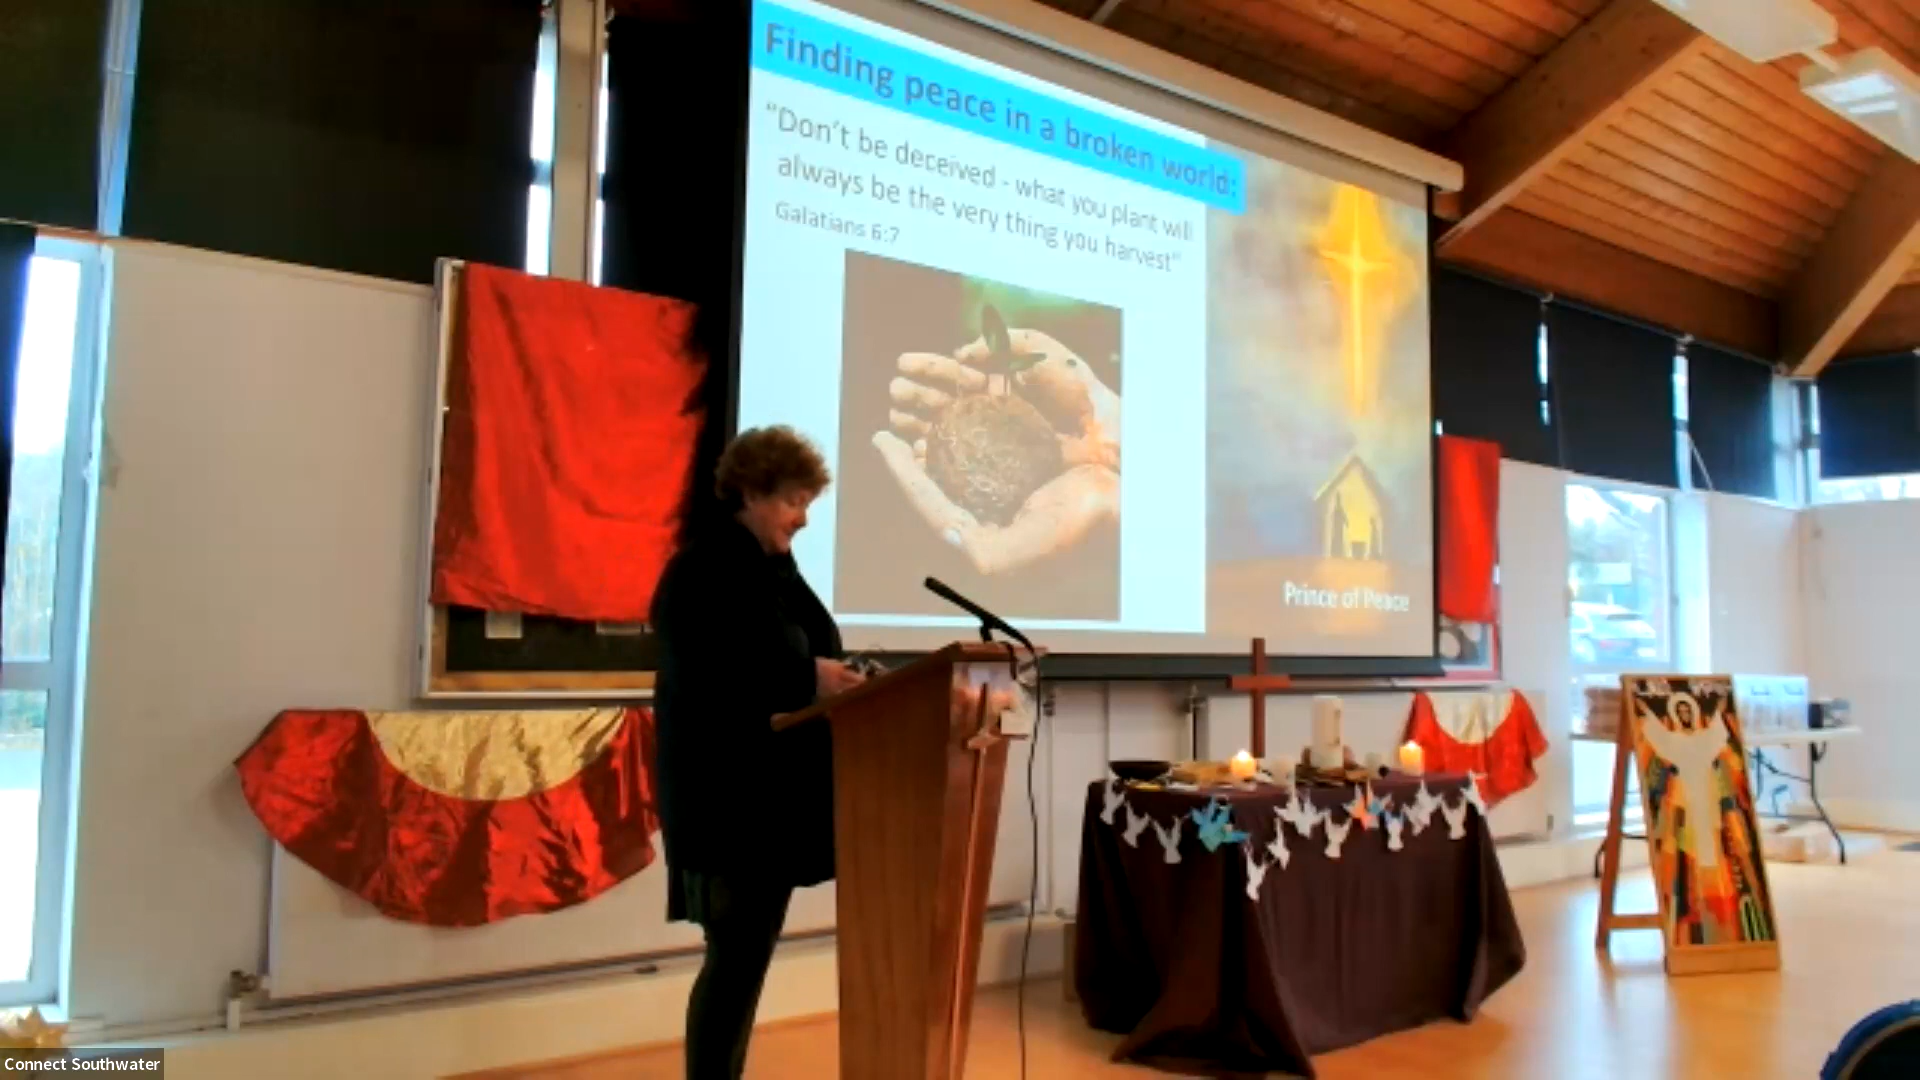 Finding peace in a broken world:
“Don’t be deceived - what you plant will
always be the very thing you harvest”
Galatians 6:7
Prince of Peace
Connect Southwater